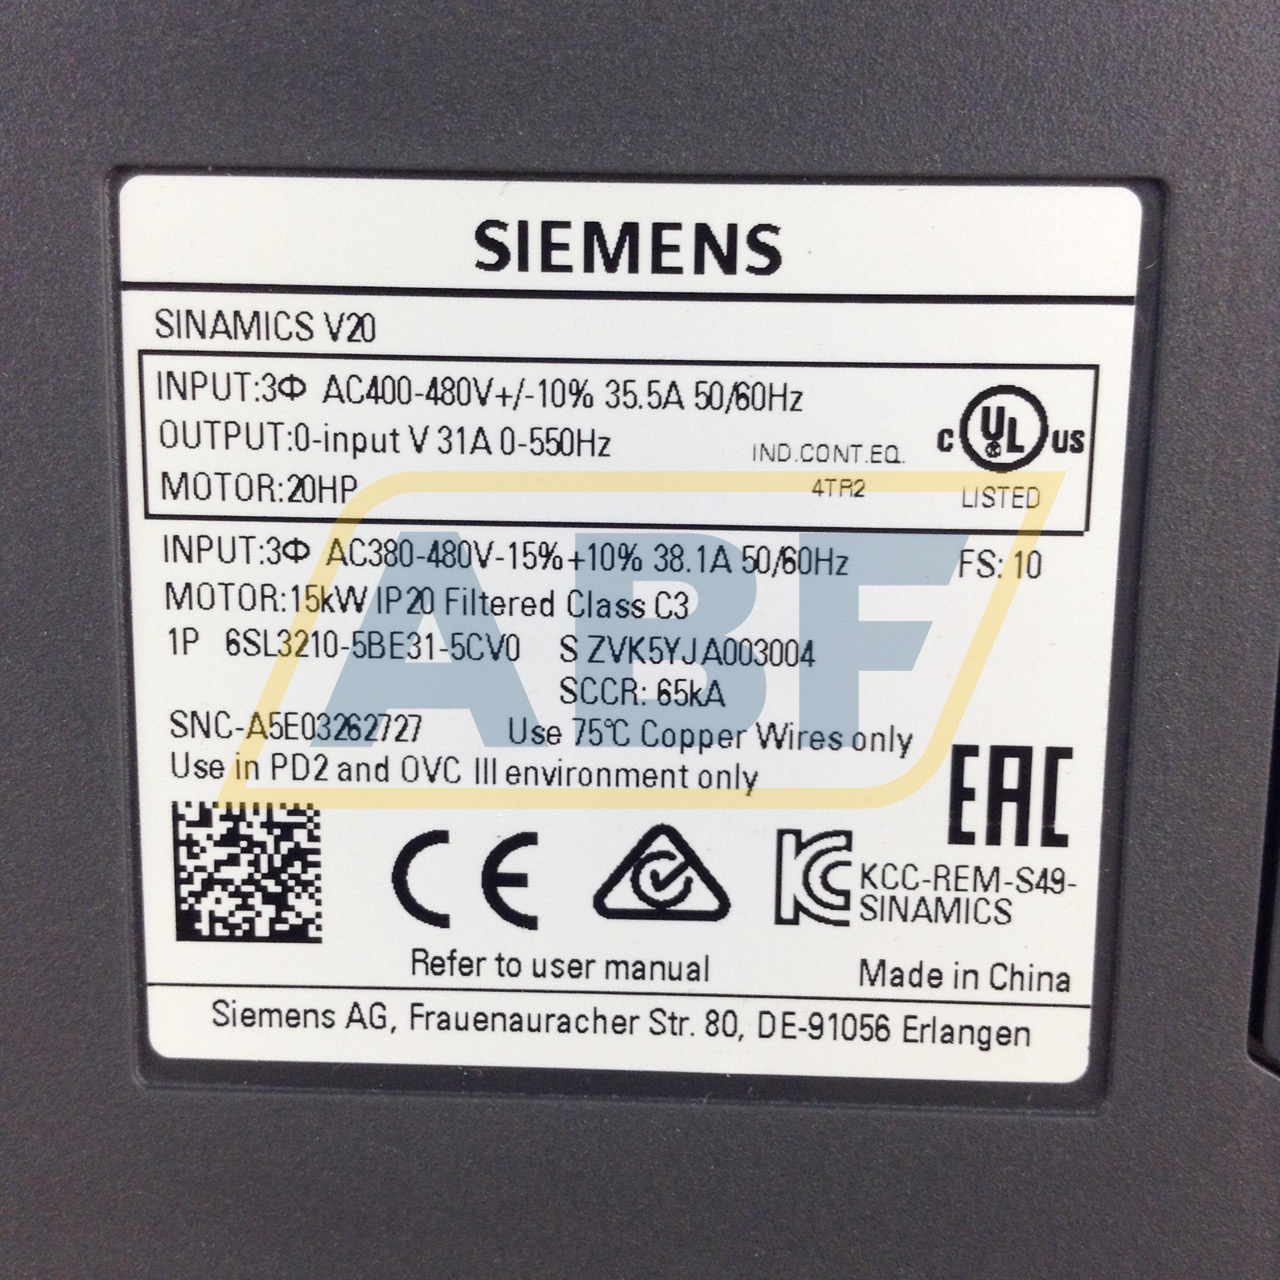 SIEMENS
SINAMICS V20
INPUT:3Φ AC400-480V+/-10% 35.5A 50/60Hz
OUTPUT:0-input V 31A 0-550Hz
MOTOR:20HP
IND.CONT.EQ.
4TR2
C UL US
LISTED
INPUT:3Φ AC380-480V-15%+10% 38.1A 50/60Hz FS: 10
MOTOR:15kW IP20 Filtered Class C3
1P 6SL3210-5BE31-5CV0 S ZVK5YJA003004
SCCR: 65kA
SNC-A5E03262727 Use 75℃ Copper Wires only
Use in PD2 and OVC III environment only
ABF
EAC
CE
KC KCC-REM-S49-
SINAMICS
Refer to user manual
Made in China
Siemens AG, Frauenauracher Str. 80, DE-91056 Erlangen